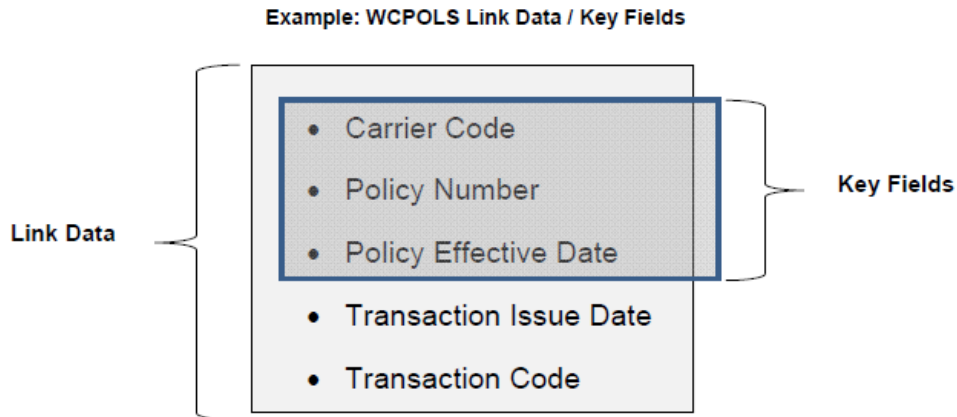 Example: WCPOLS Link Data / Key Fields
• Carrier Code
• Policy Number
Key Fields
Link Data
• Policy Effective Date
• Transaction Issue Date
• Transaction Code